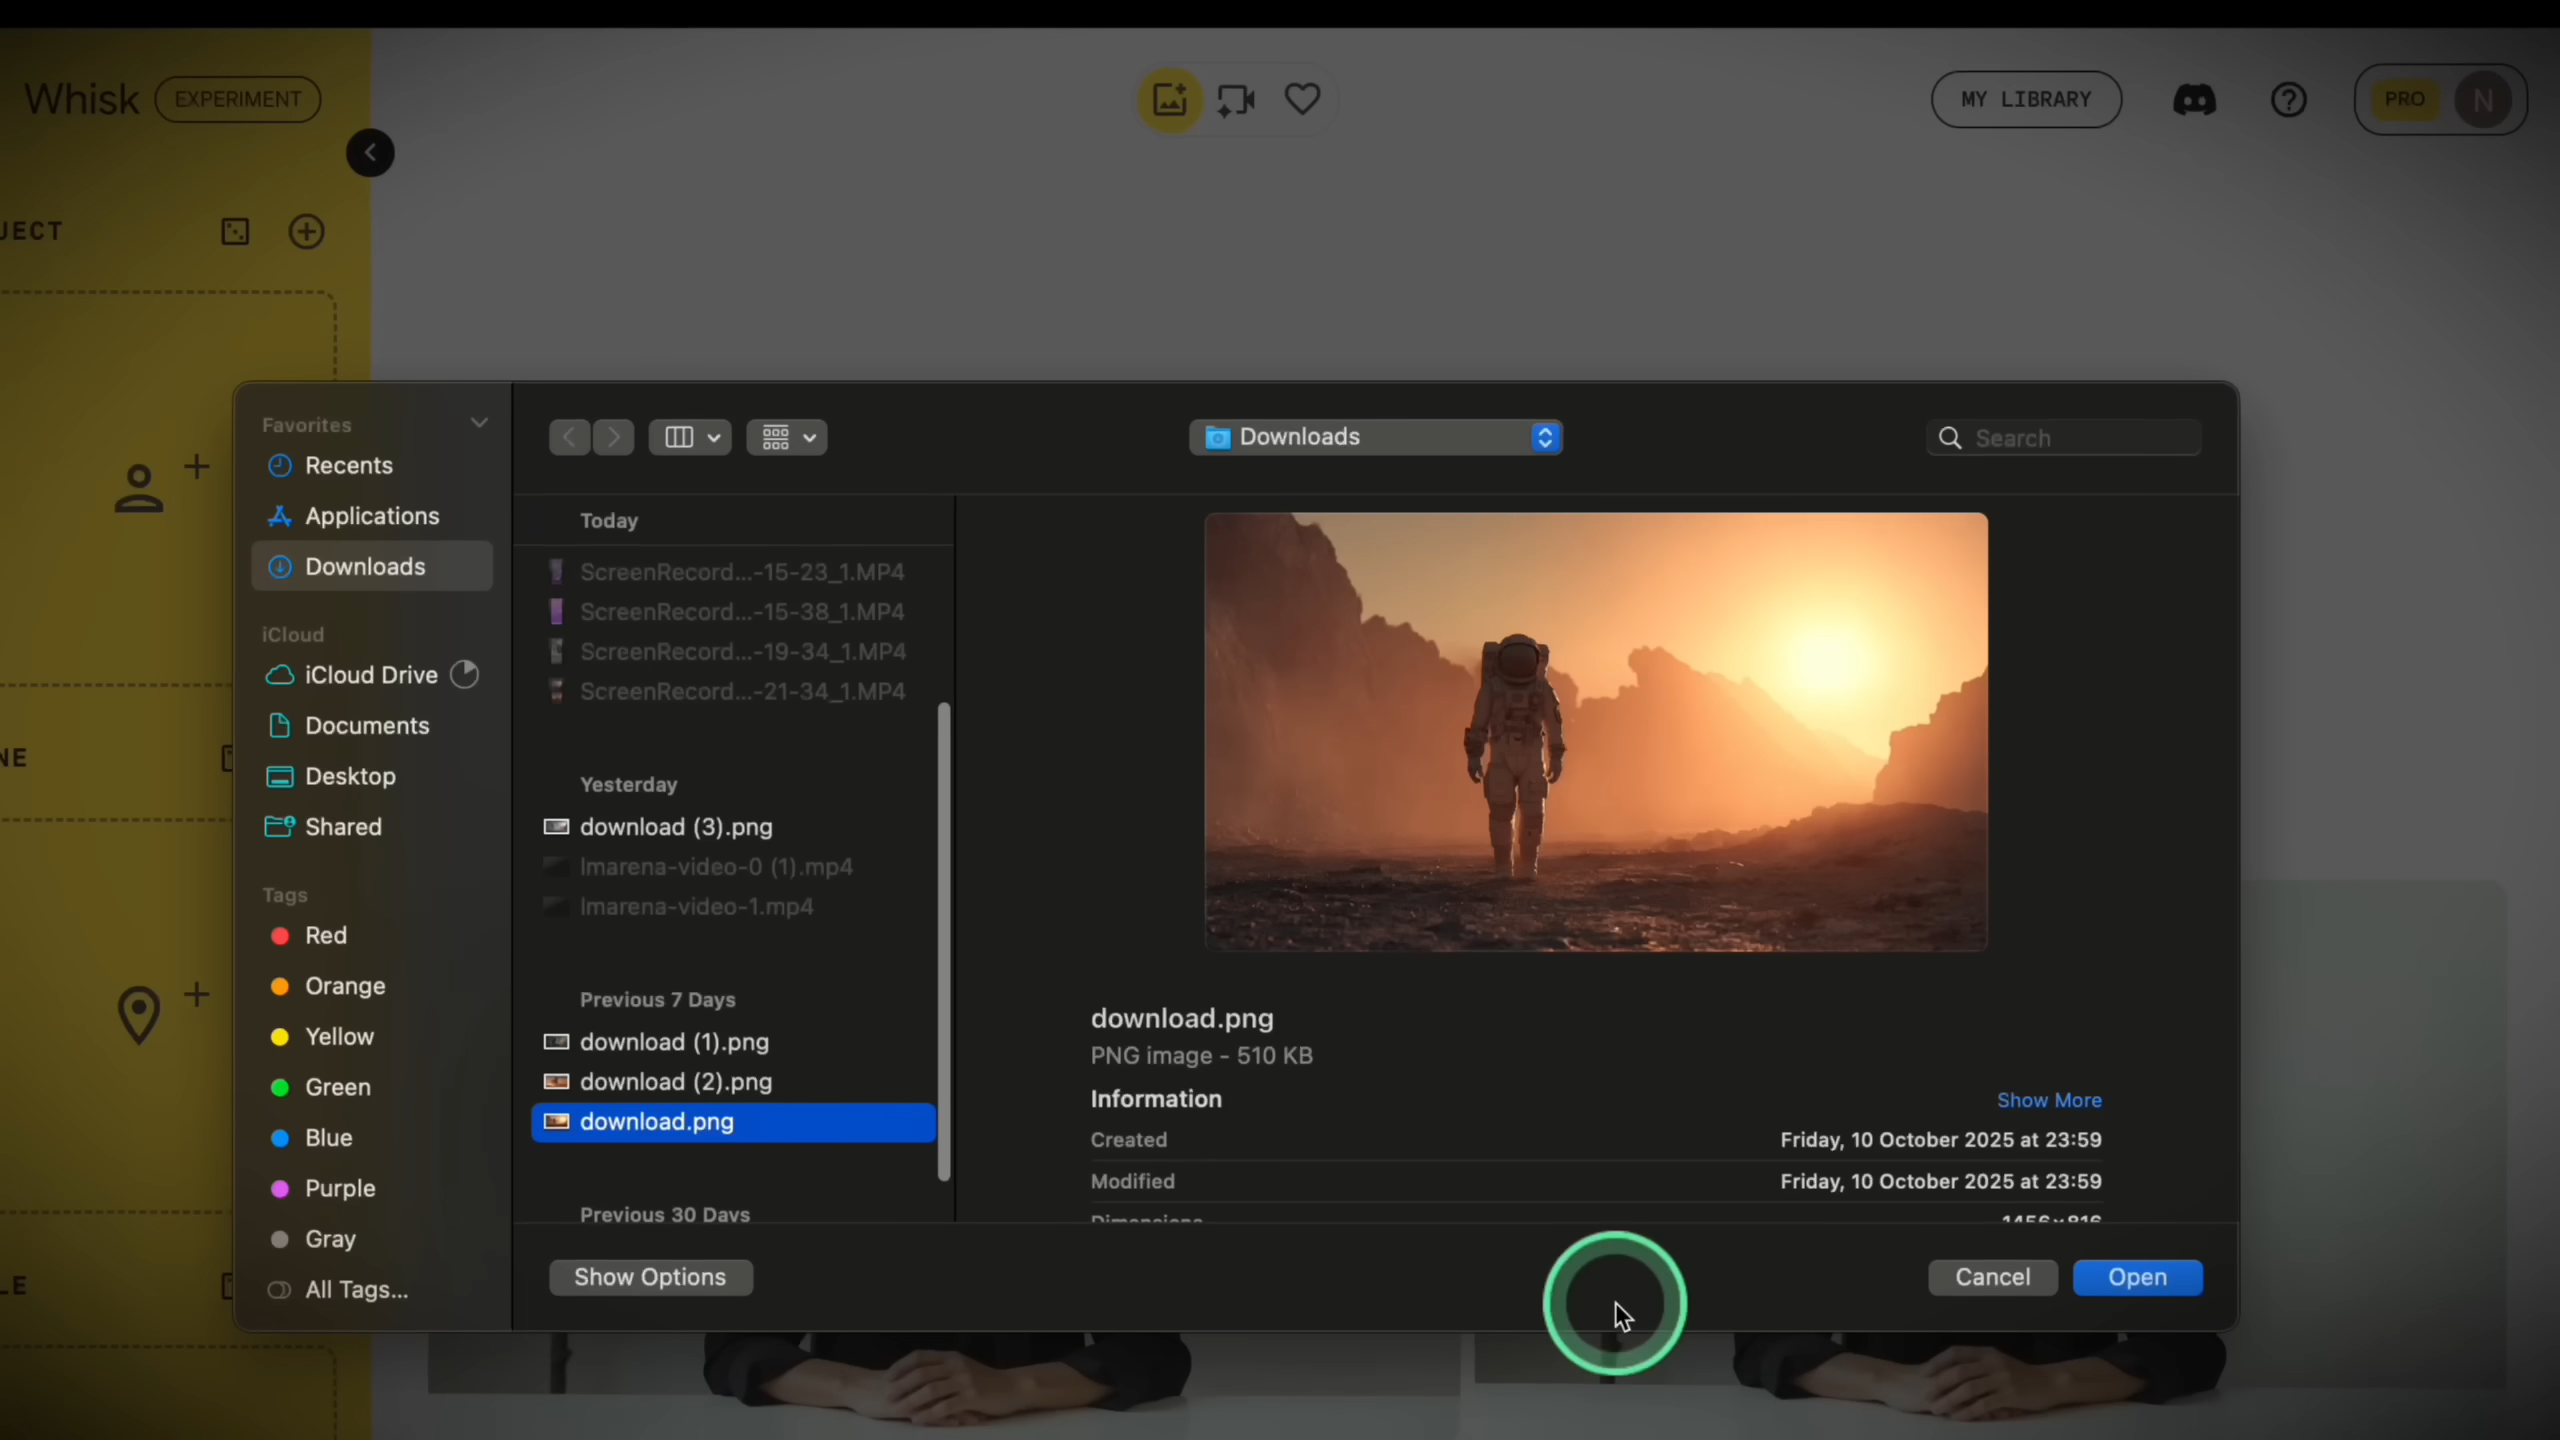 Whisk EXPERIMENT
MY LIBRARY
PRO N
JECT
NE
LE
Favorites
Recents
Applications
Downloads
iCloud
iCloud Drive
Documents
Desktop
Shared
Tags
Red
Orange
Yellow
Green
Blue
Purple
Gray
All Tags...
Downloads
Search
Today
ScreenRecord...-15-23_1.MP4
ScreenRecord...-15-38_1.MP4
ScreenRecord...-19-34_1.MP4
ScreenRecord...-21-34_1.MP4
Yesterday
download (3).png
lmarena-video-0 (1).mp4
lmarena-video-1.mp4
Previous 7 Days
download (1).png
download (2).png
download.png
Previous 30 Days
download.png
PNG image - 510 KB
Information Show More
Created Friday, 10 October 2025 at 23:59
Modified Friday, 10 October 2025 at 23:59
Dimensions 1456×816
Show Options
Cancel Open